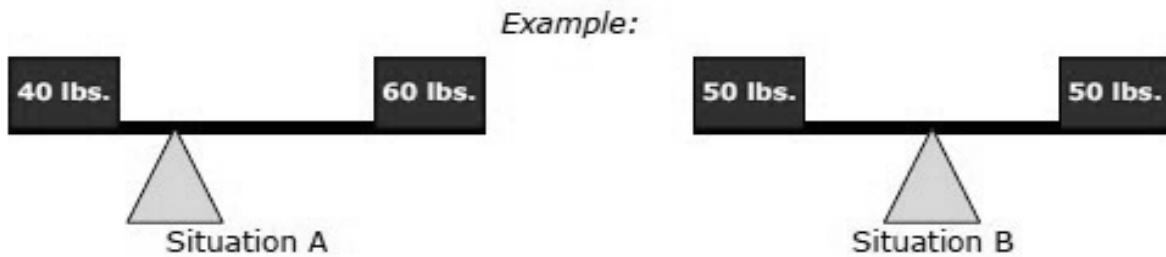 Example:
40 lbs.
60 lbs.
50 lbs.
50 lbs.
Situation A
Situation B